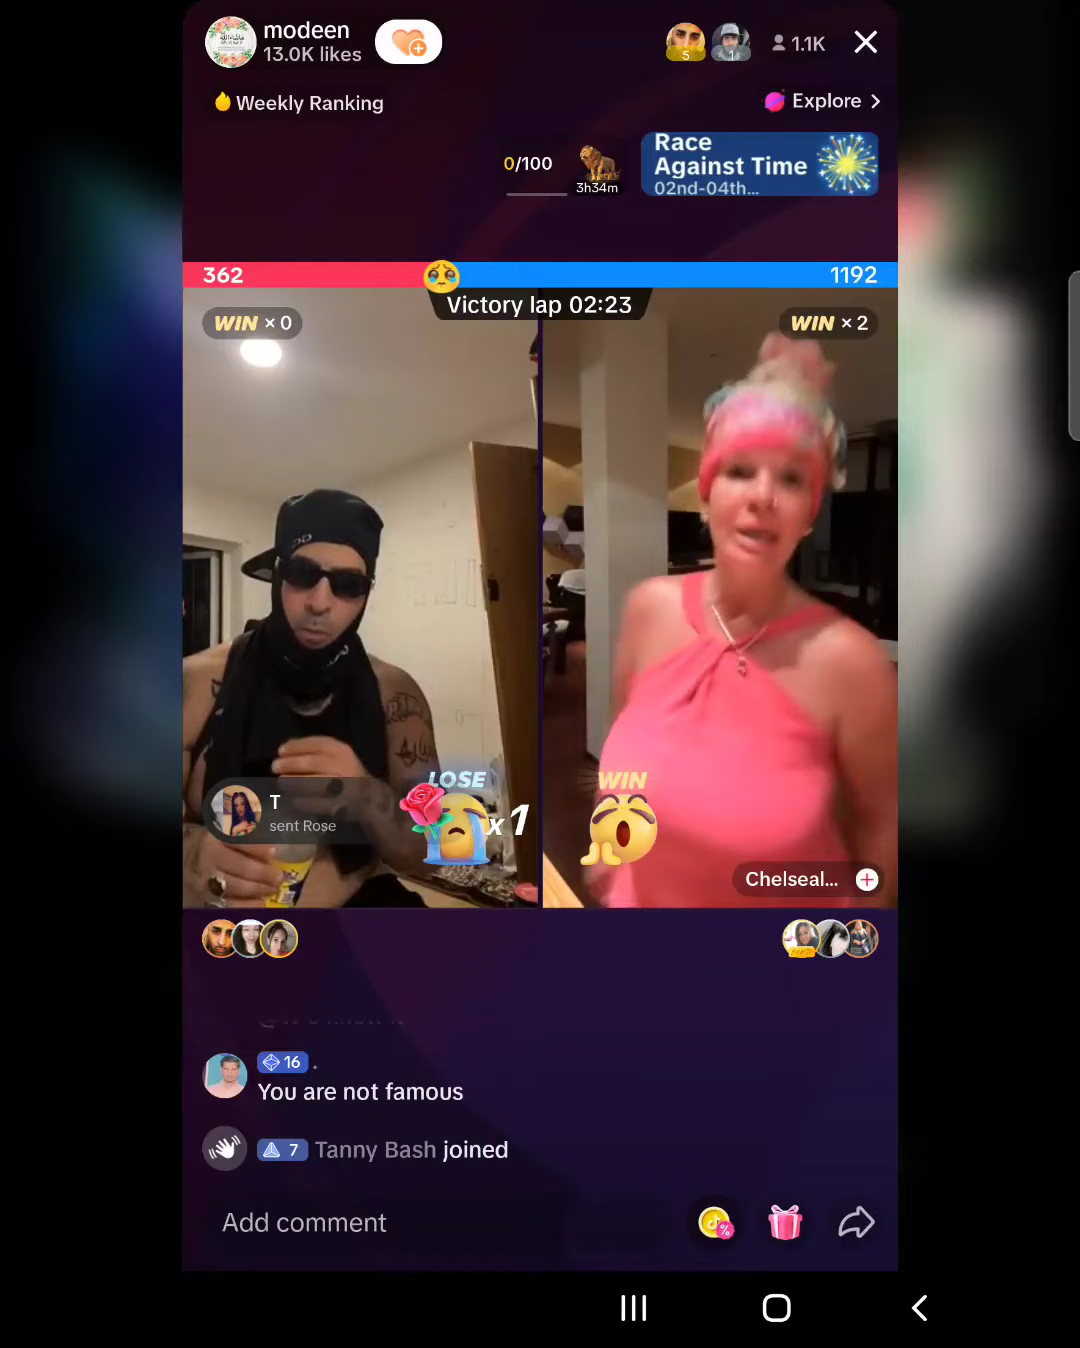 modeen
13.0K likes
5
1
1.1K
Weekly Ranking
Explore >
0/100
3h34m
Race
Against Time
02nd-04th...
362
1192
Victory lap 02:23
WIN × 0
WIN × 2
LOSE
WIN
T
sent Rose
x1
Chelseal...
16 .
You are not famous
7 Tanny Bash joined
Add comment